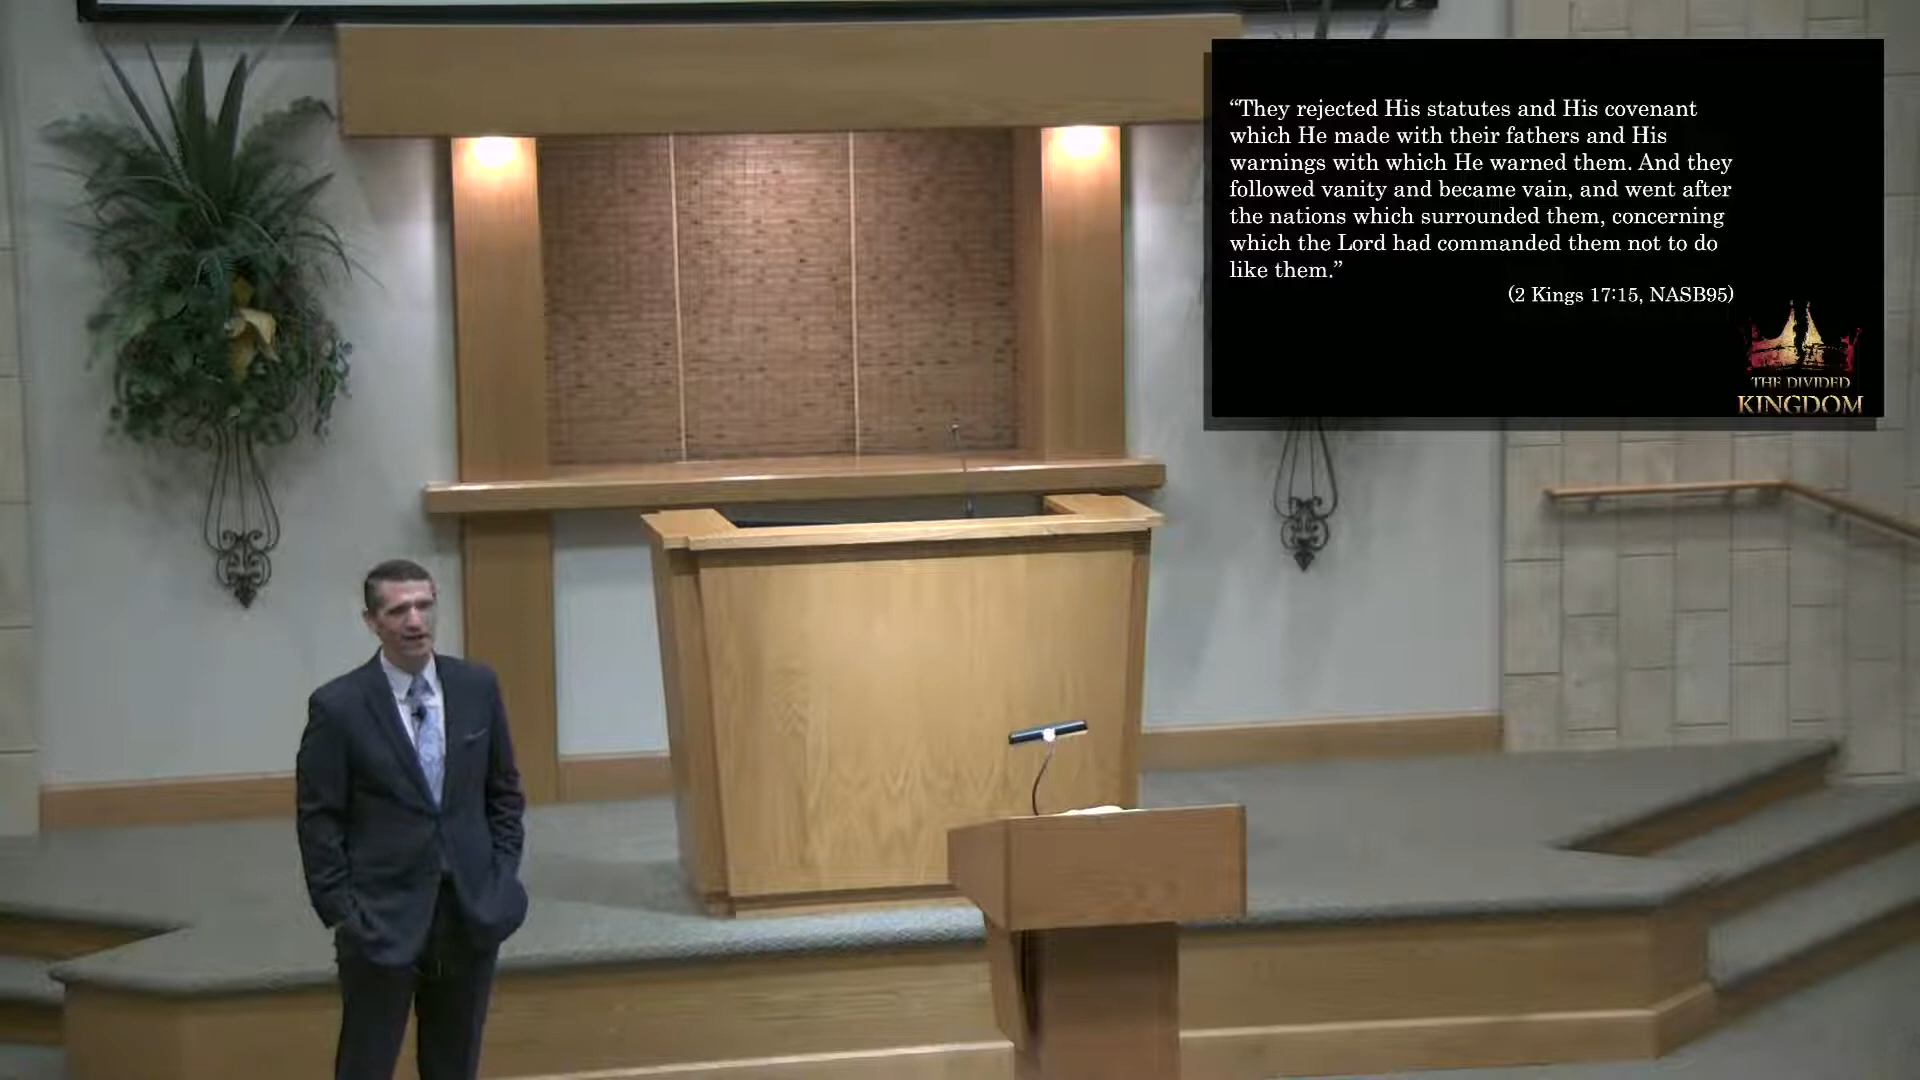 “They rejected His statutes and His covenant
which He made with their fathers and His
warnings with which He warned them. And they
followed vanity and became vain, and went after
the nations which surrounded them, concerning
which the Lord had commanded them not to do
like them.”
(2 Kings 17:15, NASB95)
THE DIVIDED
KINGDOM